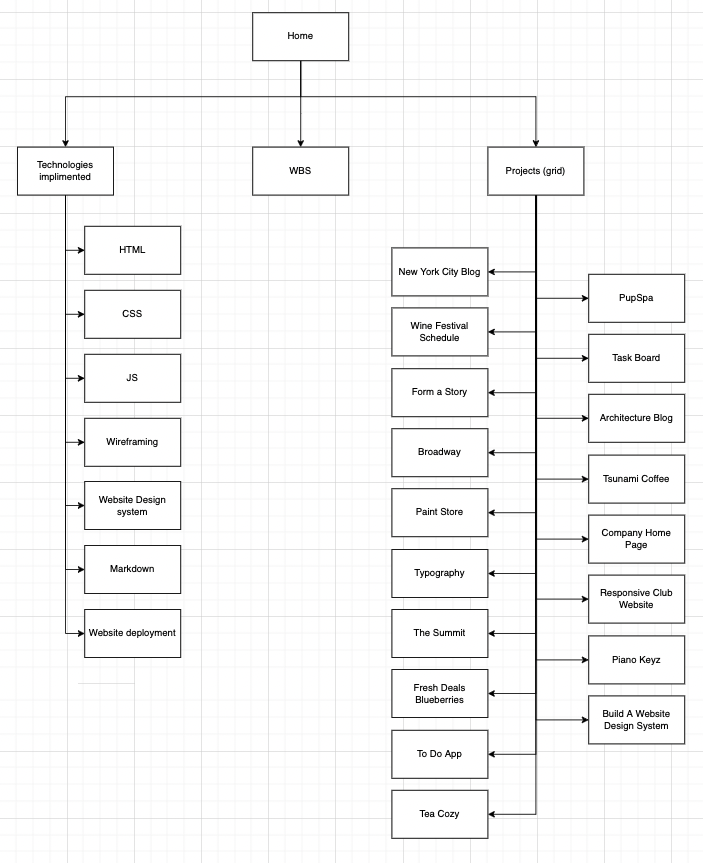 Home
Technologies
implimented
WBS
Projects (grid)
HTML
CSS
JS
Wireframing
Website Design
system
Markdown
Website deployment
New York City Blog
Wine Festival
Schedule
Form a Story
Broadway
Paint Store
Typography
The Summit
Fresh Deals
Blueberries
To Do App
Tea Cozy
PupSpa
Task Board
Architecture Blog
Tsunami Coffee
Company Home
Page
Responsive Club
Website
Piano Keyz
Build A Website
Design System